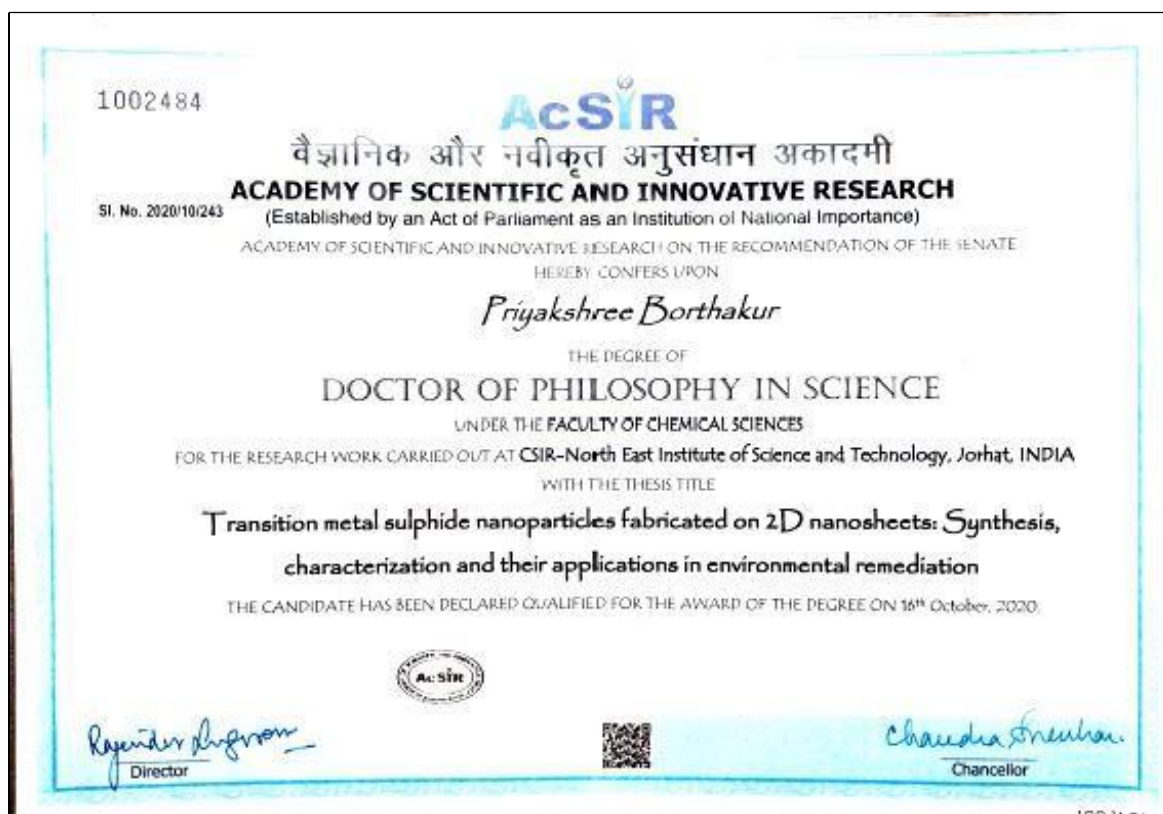 1002484
AcSIR
वैज्ञानिक और नवीकृत अनुसंधान अकादमी
ACADEMY OF SCIENTIFIC AND INNOVATIVE RESEARCH
Sl. No. 2020/10/243
(Established by an Act of Parliament as an Institution of National Importance)
ACADEMY OF SCIENTIFIC AND INNOVATIVE RESEARCH ON THE RECOMMENDATION OF THE SENATE
HEREBY CONFERS UPON
Priyakshree Borthakur
THE DEGREE OF
DOCTOR OF PHILOSOPHY IN SCIENCE
UNDER THE FACULTY OF CHEMICAL SCIENCES
FOR THE RESEARCH WORK CARRIED OUT AT CSIR-North East Institute of Science and Technology, Jorhat, INDIA
WITH THE THESIS TITLE
Transition metal sulphide nanoparticles fabricated on 2D nanosheets: Synthesis,
characterization and their applications in environmental remediation
THE CANDIDATE HAS BEEN DECLARED QUALIFIED FOR THE AWARD OF THE DEGREE ON 16th October, 2020
AcSIR
Rajender
Director
Chandra
Chancellor